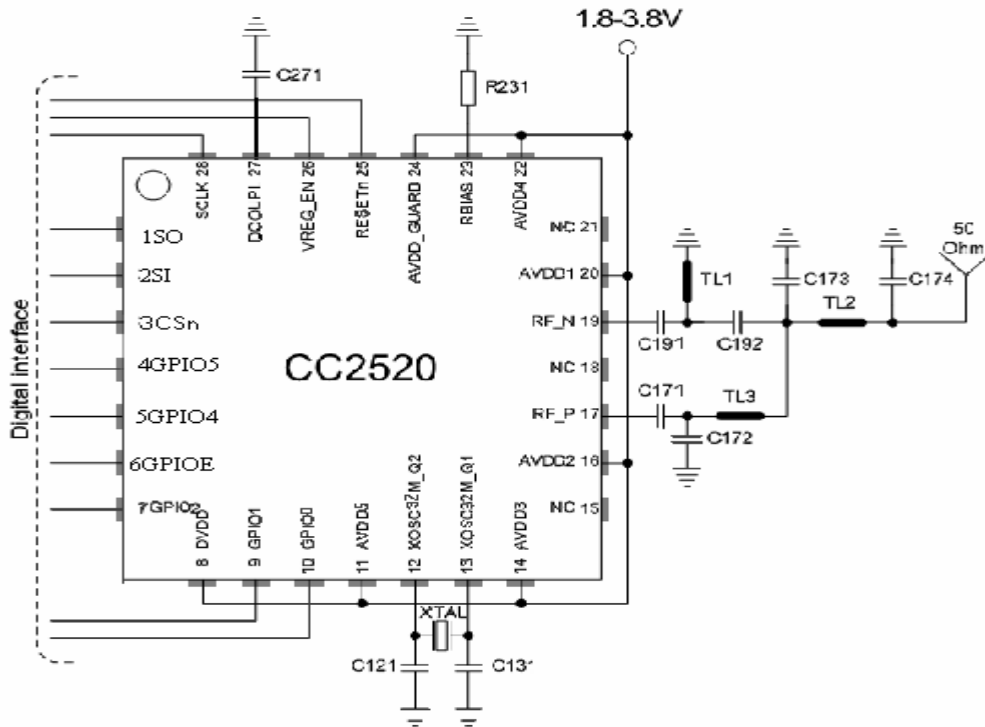 1.8-3.8V
C271
R231
SCLK 28
DCOLPI 27
VREG_EN 26
RESETn 25
AVDD_GUARD 24
RBIAS 23
AVDD4 22
1SO
2SI
3CSn
4GPIO5
5GPIO4
6GPIOE
7GPIO2
Digital interface
CC2520
NC 21
AVDD1 20
RF_N 19
NC 18
RF_P 17
AVDD2 16
NC 15
TL1
C173
C174
50
Ohm
TL2
C191
C192
C171
TL3
C172
8 DVDD
9 GPIO1
10 GPIO0
11 AVDD5
12 XOSC32M_Q2
13 XOSC32M_Q1
14 AVDD3
XTAL
C121
C131